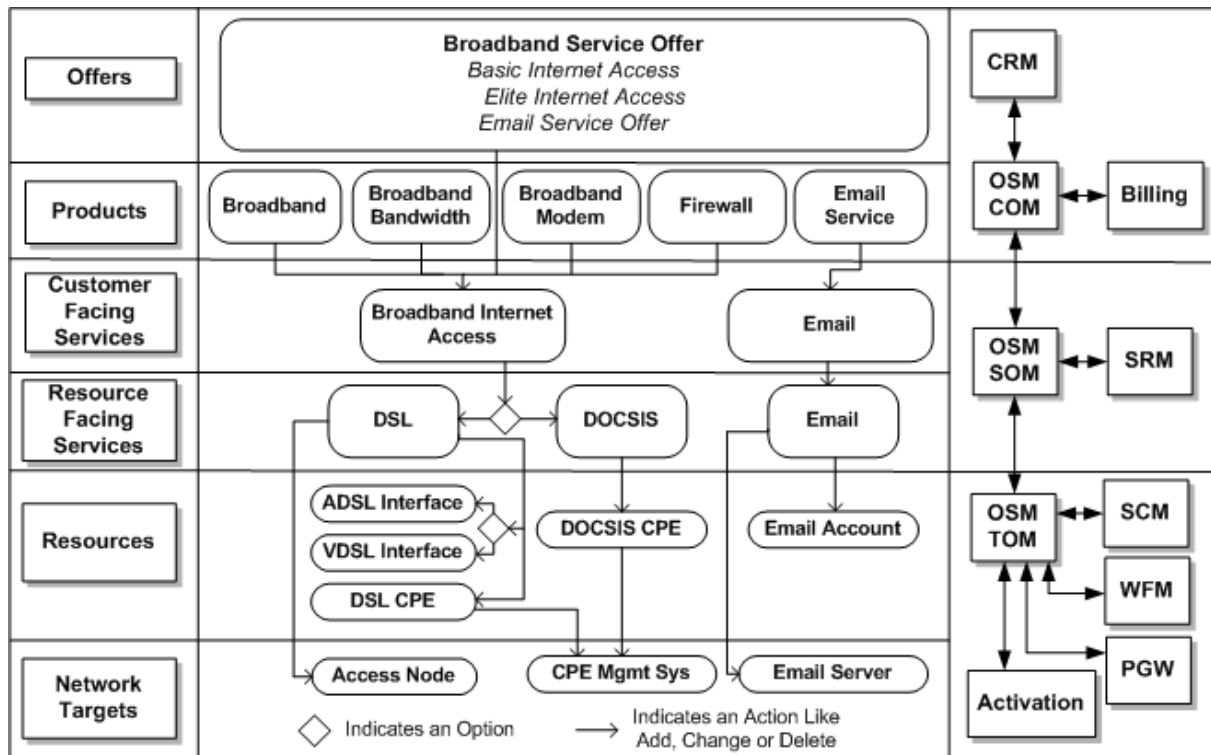 Offers
Broadband Service Offer
Basic Internet Access
Elite Internet Access
Email Service Offer
CRM
Products
Broadband
Broadband
Bandwidth
Broadband
Modem
Firewall
Email
Service
OSM
COM
Billing
Customer
Facing
Services
Broadband Internet
Access
Email
OSM
SOM
SRM
Resource
Facing
Services
DSL
DOCSIS
Email
Resources
ADSL Interface
VDSL Interface
DSL CPE
DOCSIS CPE
Email Account
OSM
TOM
SCM
WFM
PGW
Activation
Network
Targets
Access Node
CPE Mgmt Sys
Email Server
Indicates an Option
Indicates an Action Like
Add, Change or Delete